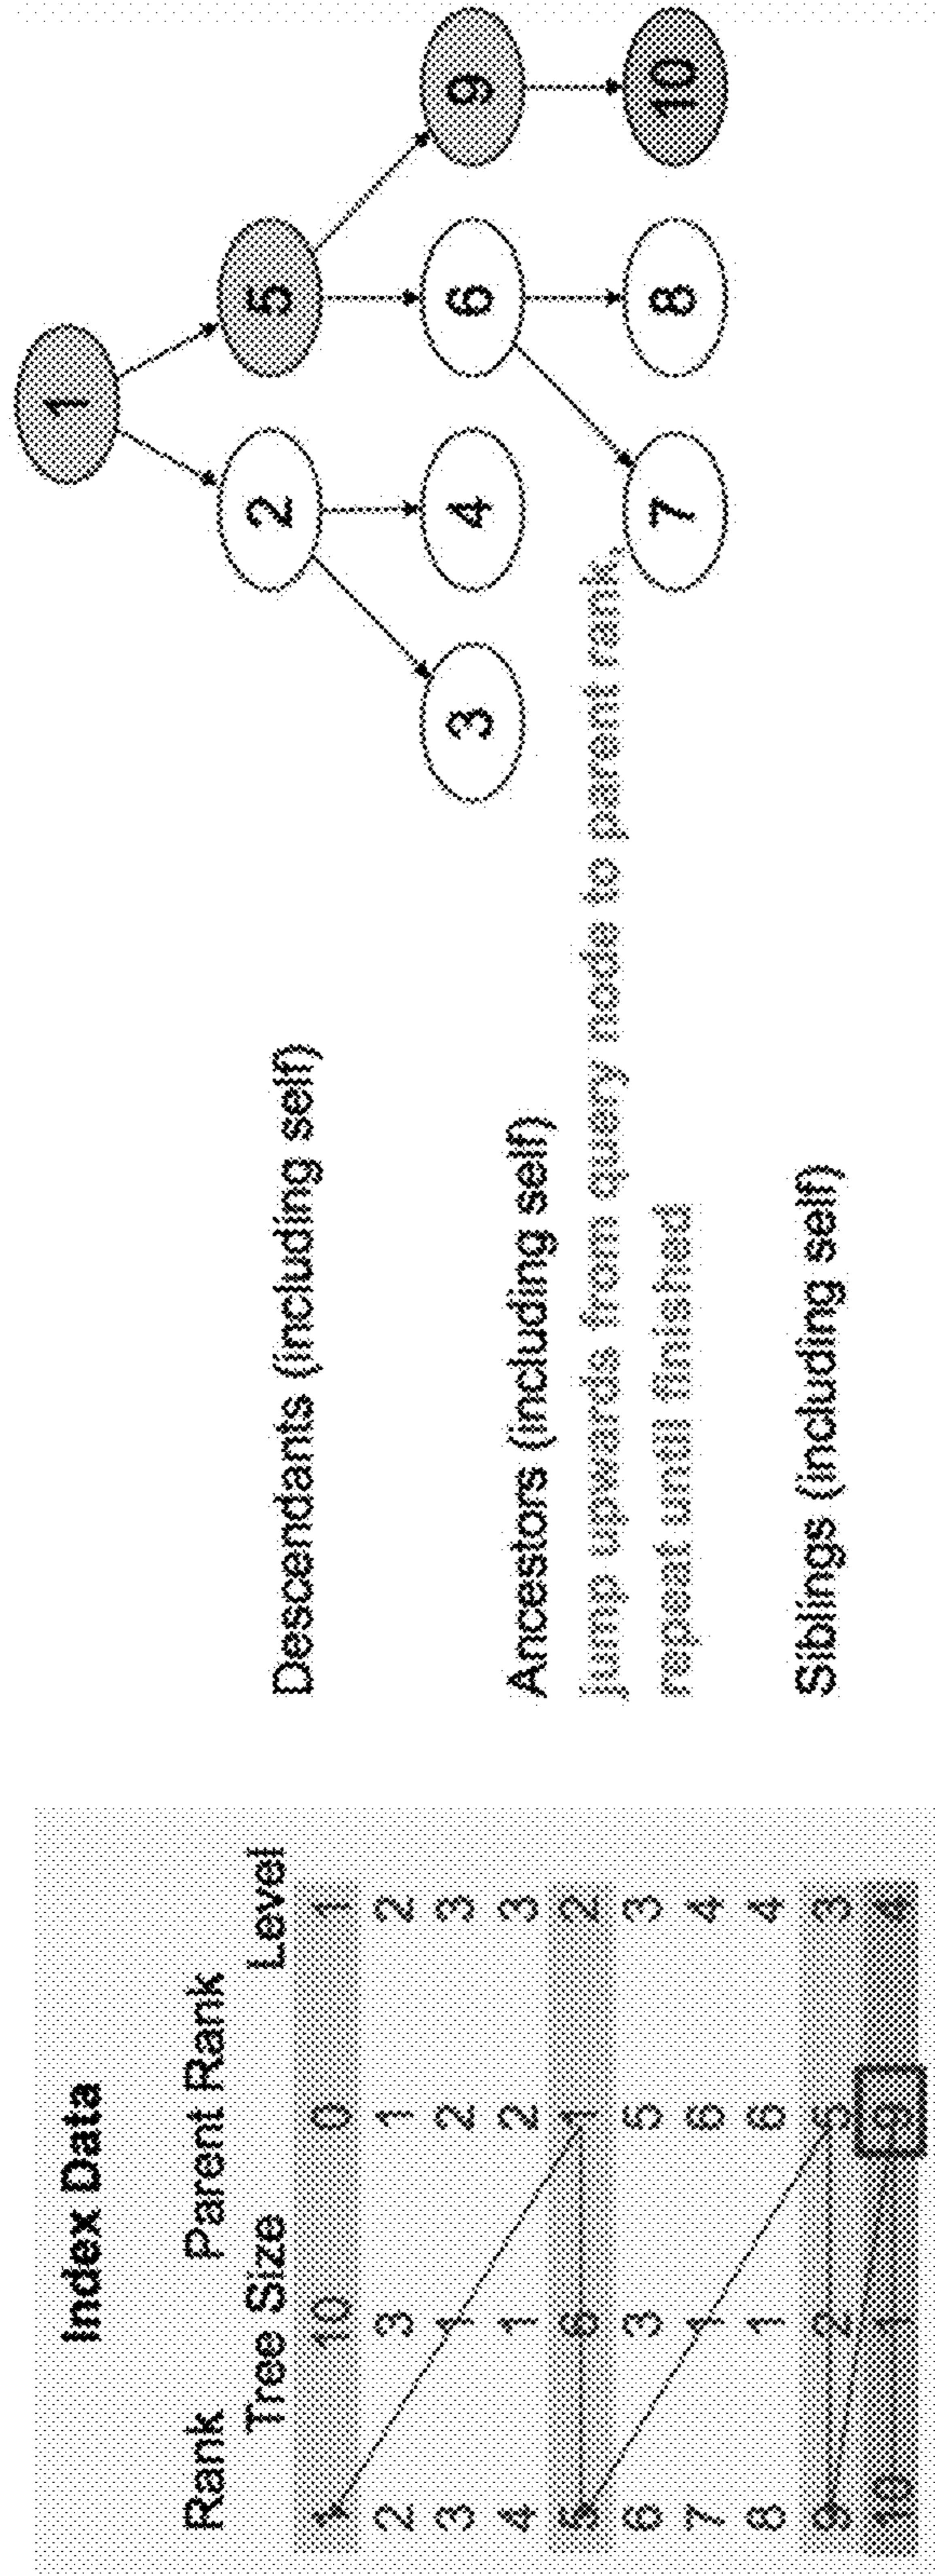 Index Data
Rank Parent Rank
Tree Size Level
1 10 0 1
2 3 1 2
3 1 2 3
4 1 2 3
5 6 1 2
6 3 5 3
7 1 6 4
8 1 6 4
9 2 5 3
10 1 9 4
Descendants (including self)
Ancestors (including self)
jump upwards from query node to parent rank,
repeat until finished
Siblings (including self)
1
2 5
3 4 6 9
7 8 10